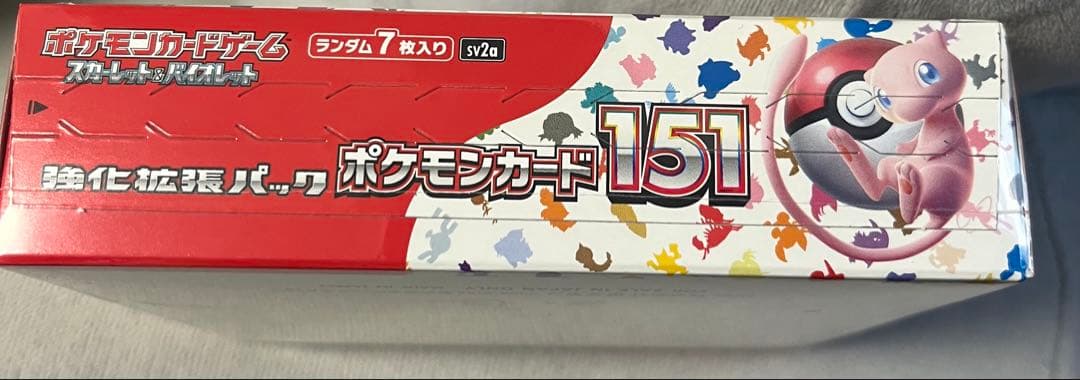 ポケモンカードゲーム
スカーレット&バイオレット
ランダム7枚入り
sv2a
強化拡張パック
ポケモンカード151